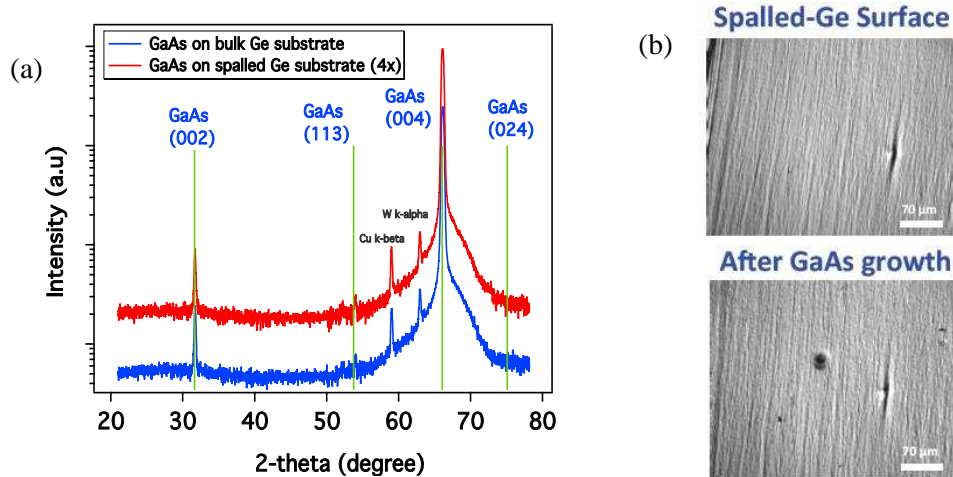 (a)
GaAs on bulk Ge substrate
GaAs on spalled Ge substrate (4x)
GaAs
(002)
GaAs
(113)
GaAs
(004)
GaAs
(024)
W k-alpha
Cu k-beta
Intensity (a.u)
20 30 40 50 60 70 80
2-theta (degree)
(b)
Spalled-Ge Surface
70 µm
After GaAs growth
70 µm